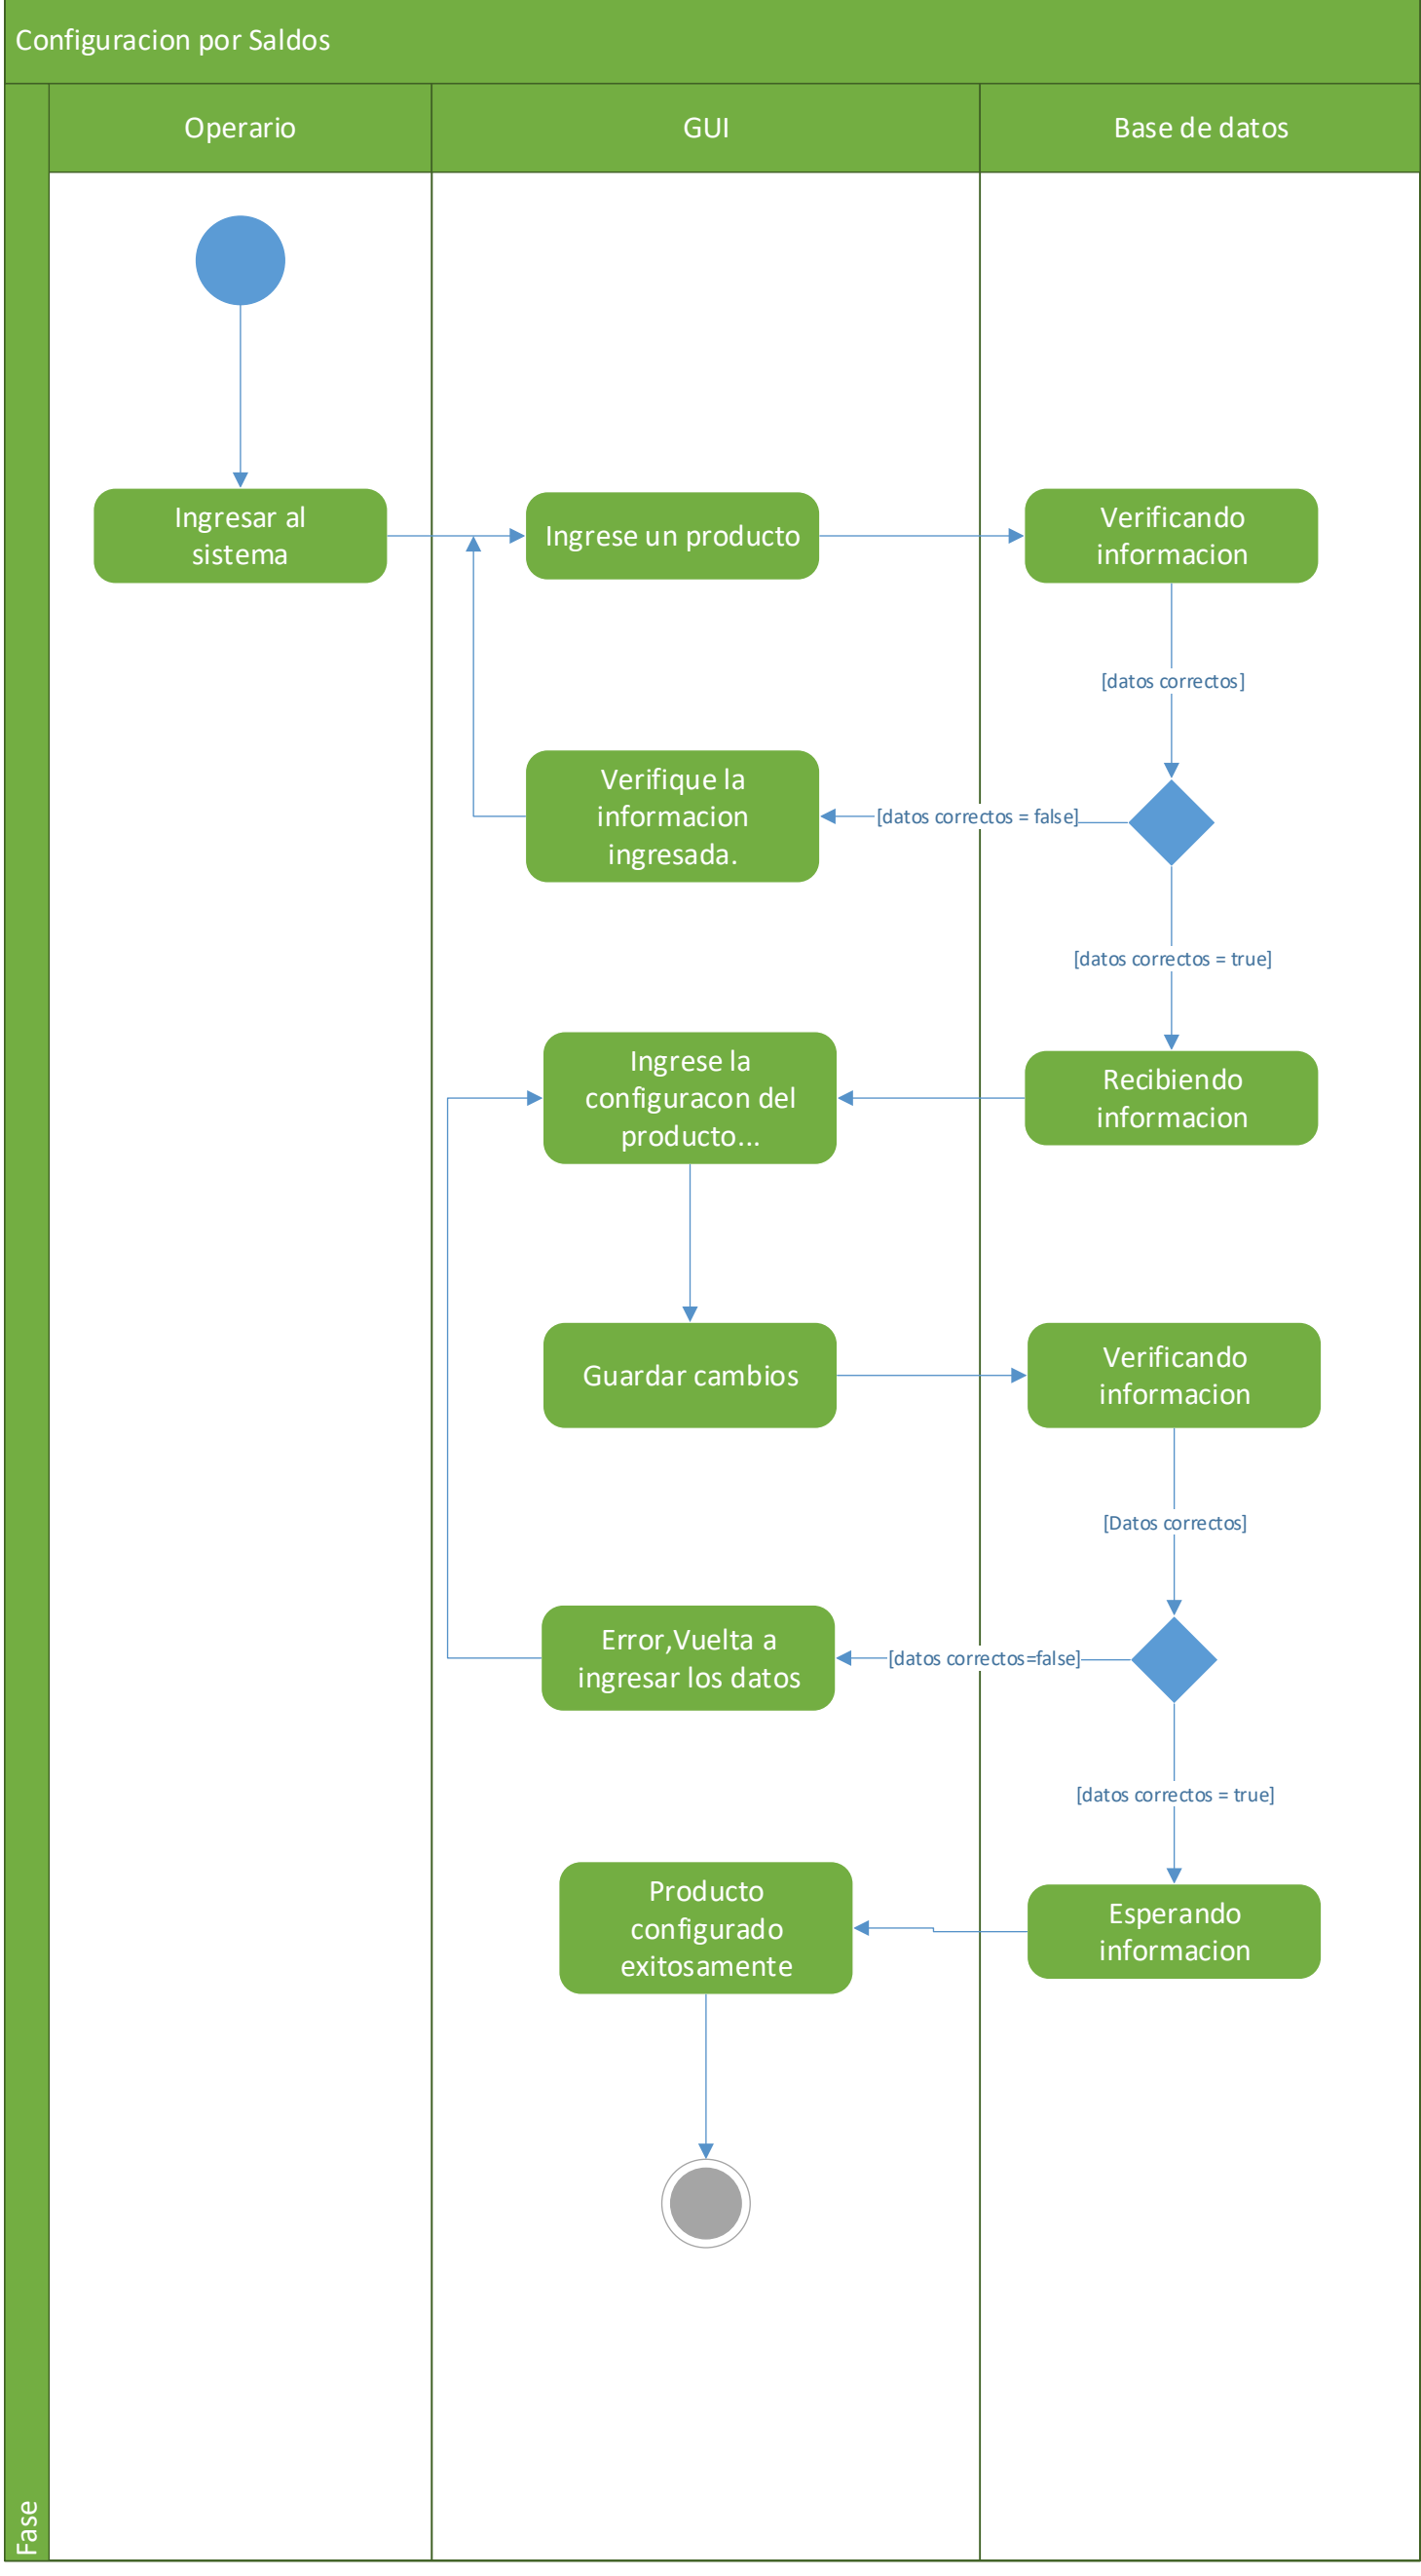 Configuracion por Saldos
Operario
GUI
Base de datos
Ingresar al
sistema
Ingrese un producto
Verificando
informacion
[datos correctos]
Verifique la
informacion
ingresada.
[datos correctos = false]
[datos correctos = true]
Ingrese la
configuracon del
producto...
Recibiendo
informacion
Guardar cambios
Verificando
informacion
[Datos correctos]
Error,Vuelta a
ingresar los datos
[datos correctos=false]
[datos correctos = true]
Producto
configurado
exitosamente
Esperando
informacion
Fase